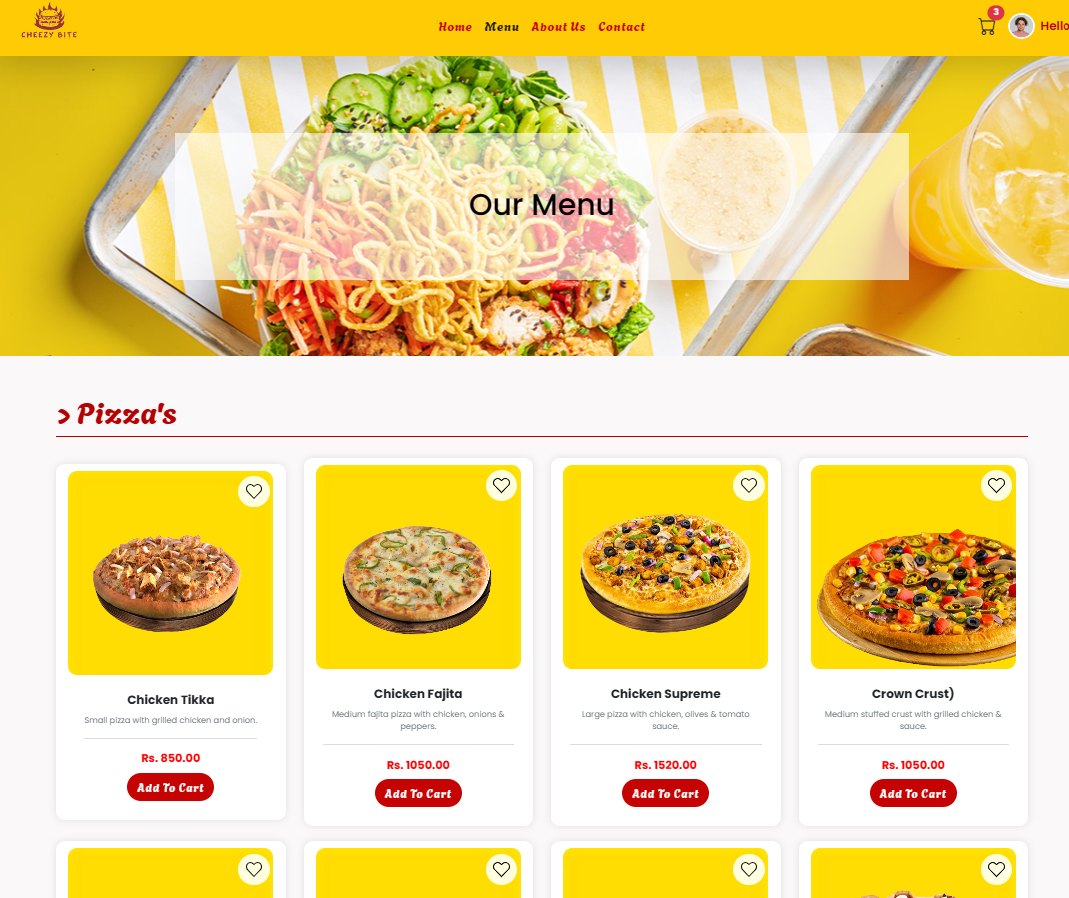 CHEEZY BITE
Home Menu About Us Contact
3
Hello
Our Menu
> Pizza's
Chicken Tikka
Small pizza with grilled chicken and onion.
Rs. 850.00
Add To Cart
Chicken Fajita
Medium fajita pizza with chicken, onions &
peppers.
Rs. 1050.00
Add To Cart
Chicken Supreme
Large pizza with chicken, olives & tomato
sauce.
Rs. 1520.00
Add To Cart
Crown Crust)
Medium stuffed crust with grilled chicken &
sauce.
Rs. 1050.00
Add To Cart